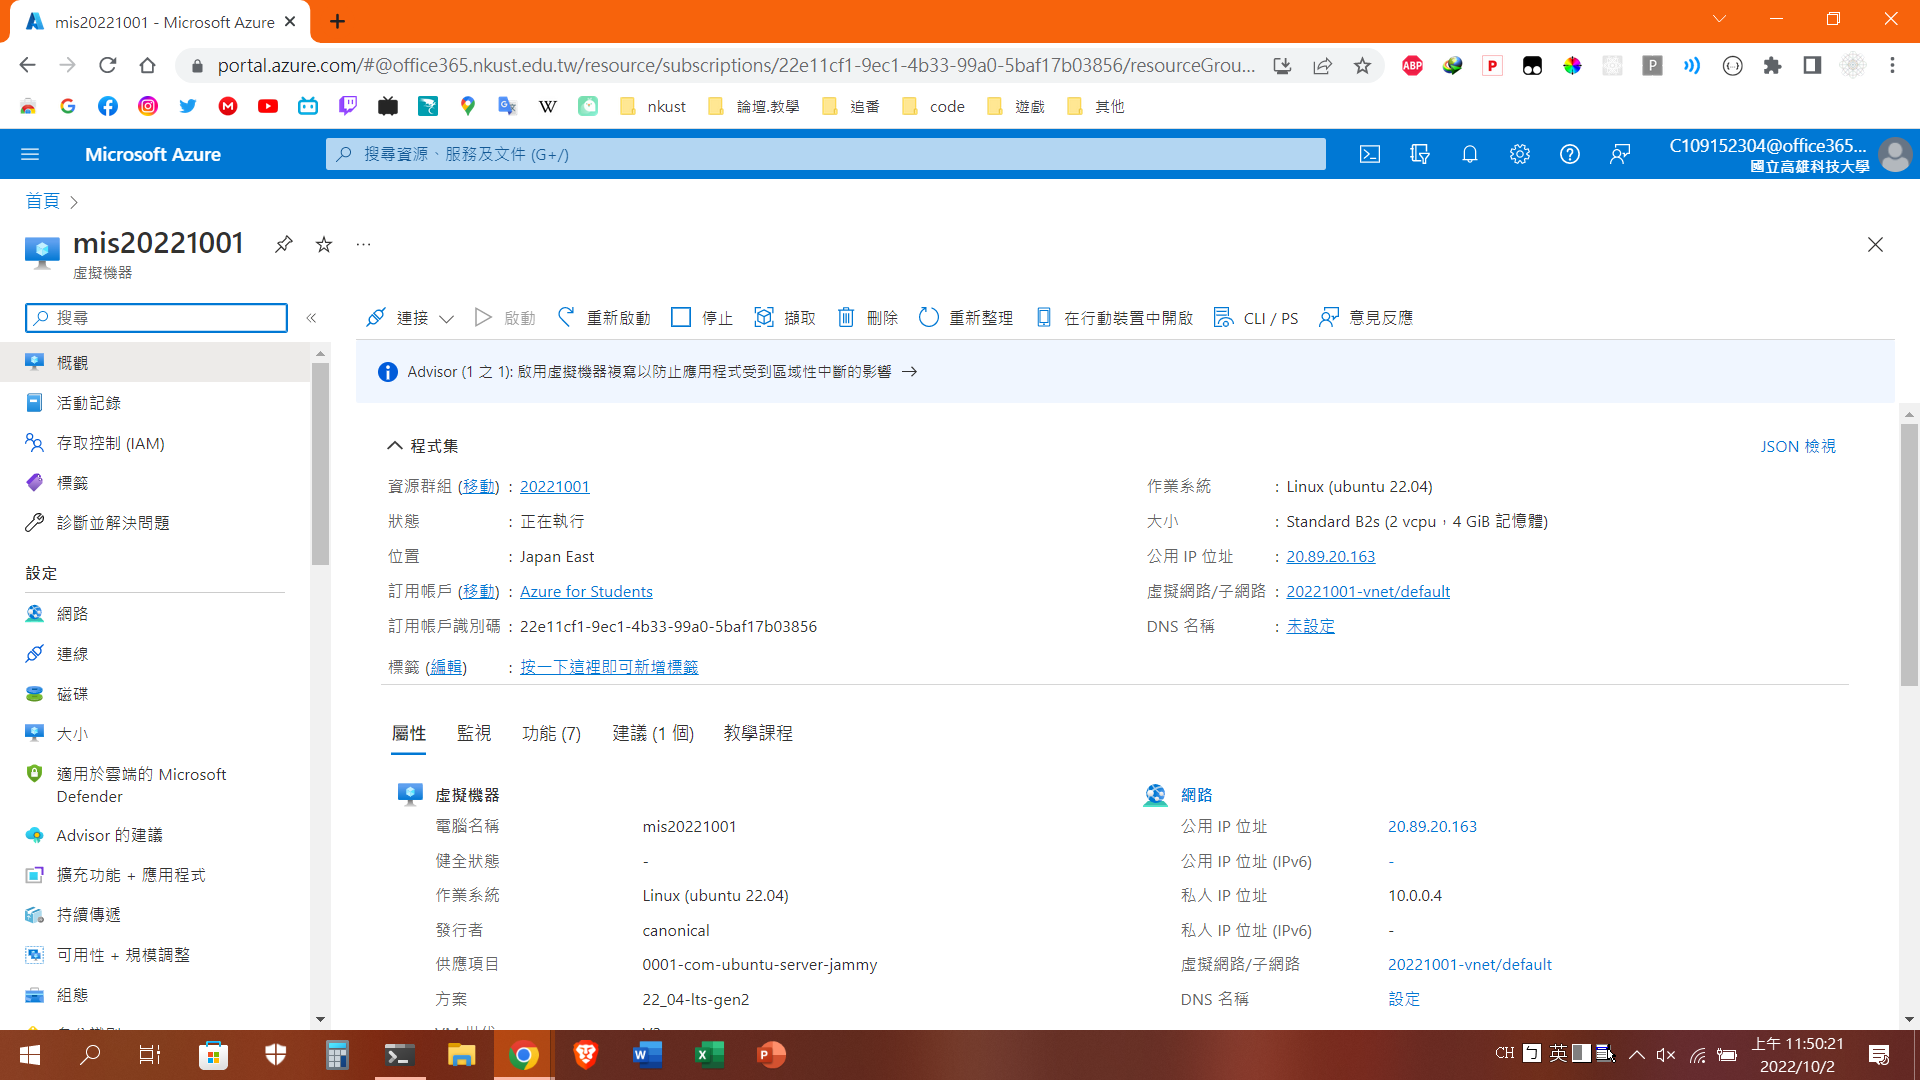 mis20221001 - Microsoft Azure
portal.azure.com/#@office365.nkust.edu.tw/resource/subscriptions/22e11cf1-9ec1-4b33-99a0-5baf17b03856/resourceGrou...
nkust
論壇.教學
追番
code
遊戲
其他
Microsoft Azure
搜尋資源、服務及文件 (G+/)
C109152304@office365...
國立高雄科技大學
首頁
mis20221001
虛擬機器
搜尋
連接
啟動
重新啟動
停止
擷取
刪除
重新整理
在行動裝置中開啟
CLI / PS
意見反應
概觀
活動記錄
存取控制 (IAM)
標籤
診斷並解決問題
設定
網路
連線
磁碟
大小
適用於雲端的 Microsoft
Defender
Advisor 的建議
擴充功能 + 應用程式
持續傳遞
可用性 + 規模調整
組態
Advisor (1 之 1): 啟用虛擬機器複寫以防止應用程式受到區域性中斷的影響 →
程式集
JSON 檢視
資源群組 (移動) : 20221001
狀態 : 正在執行
位置 : Japan East
訂用帳戶 (移動) : Azure for Students
訂用帳戶識別碼 : 22e11cf1-9ec1-4b33-99a0-5baf17b03856
標籤 (編輯) : 按一下這裡即可新增標籤
作業系統 : Linux (ubuntu 22.04)
大小 : Standard B2s (2 vcpu，4 GiB 記憶體)
公用 IP 位址 : 20.89.20.163
虛擬網路/子網路 : 20221001-vnet/default
DNS 名稱 : 未設定
屬性
監視
功能 (7)
建議 (1 個)
教學課程
虛擬機器
電腦名稱 mis20221001
健全狀態 -
作業系統 Linux (ubuntu 22.04)
發行者 canonical
供應項目 0001-com-ubuntu-server-jammy
方案 22_04-lts-gen2
網路
公用 IP 位址 20.89.20.163
公用 IP 位址 (IPv6) -
私人 IP 位址 10.0.0.4
私人 IP 位址 (IPv6) -
虛擬網路/子網路 20221001-vnet/default
DNS 名稱 設定
CH
英
上午 11:50:21
2022/10/2